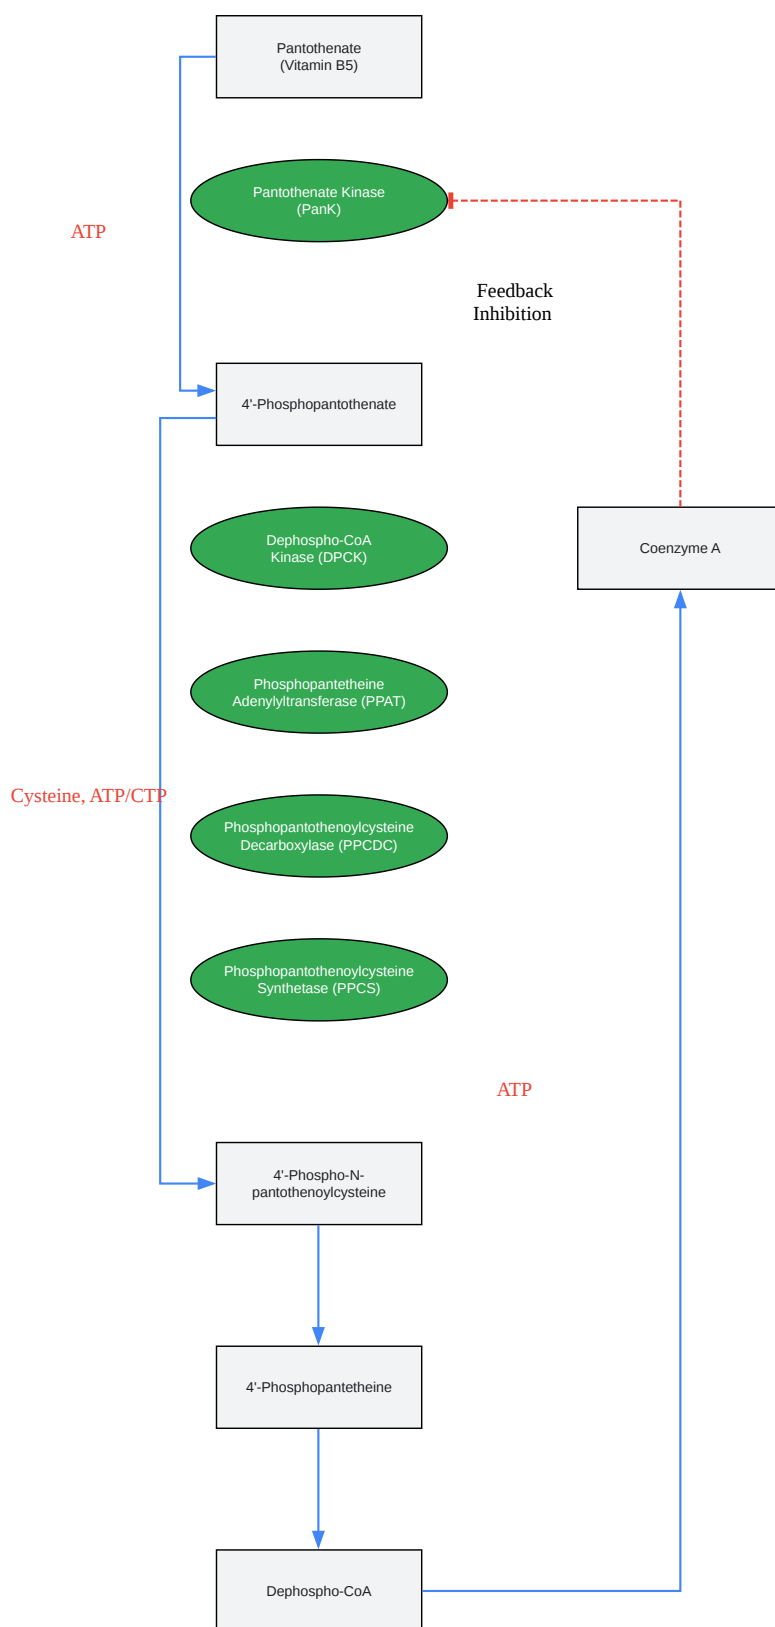 Pantothenate
(Vitamin B5)
Pantothenate Kinase
(PanK)
ATP
Feedback
Inhibition
4'-Phosphopantothenate
Dephospho-CoA
Kinase (DPCK)
Coenzyme A
Phosphopantetheine
Adenylyltransferase (PPAT)
Cysteine, ATP/CTP
Phosphopantothenoylcysteine
Decarboxylase (PPCDC)
Phosphopantothenoylcysteine
Synthetase (PPCS)
ATP
4'-Phospho-N-
pantothenoylcysteine
4'-Phosphopantetheine
Dephospho-CoA